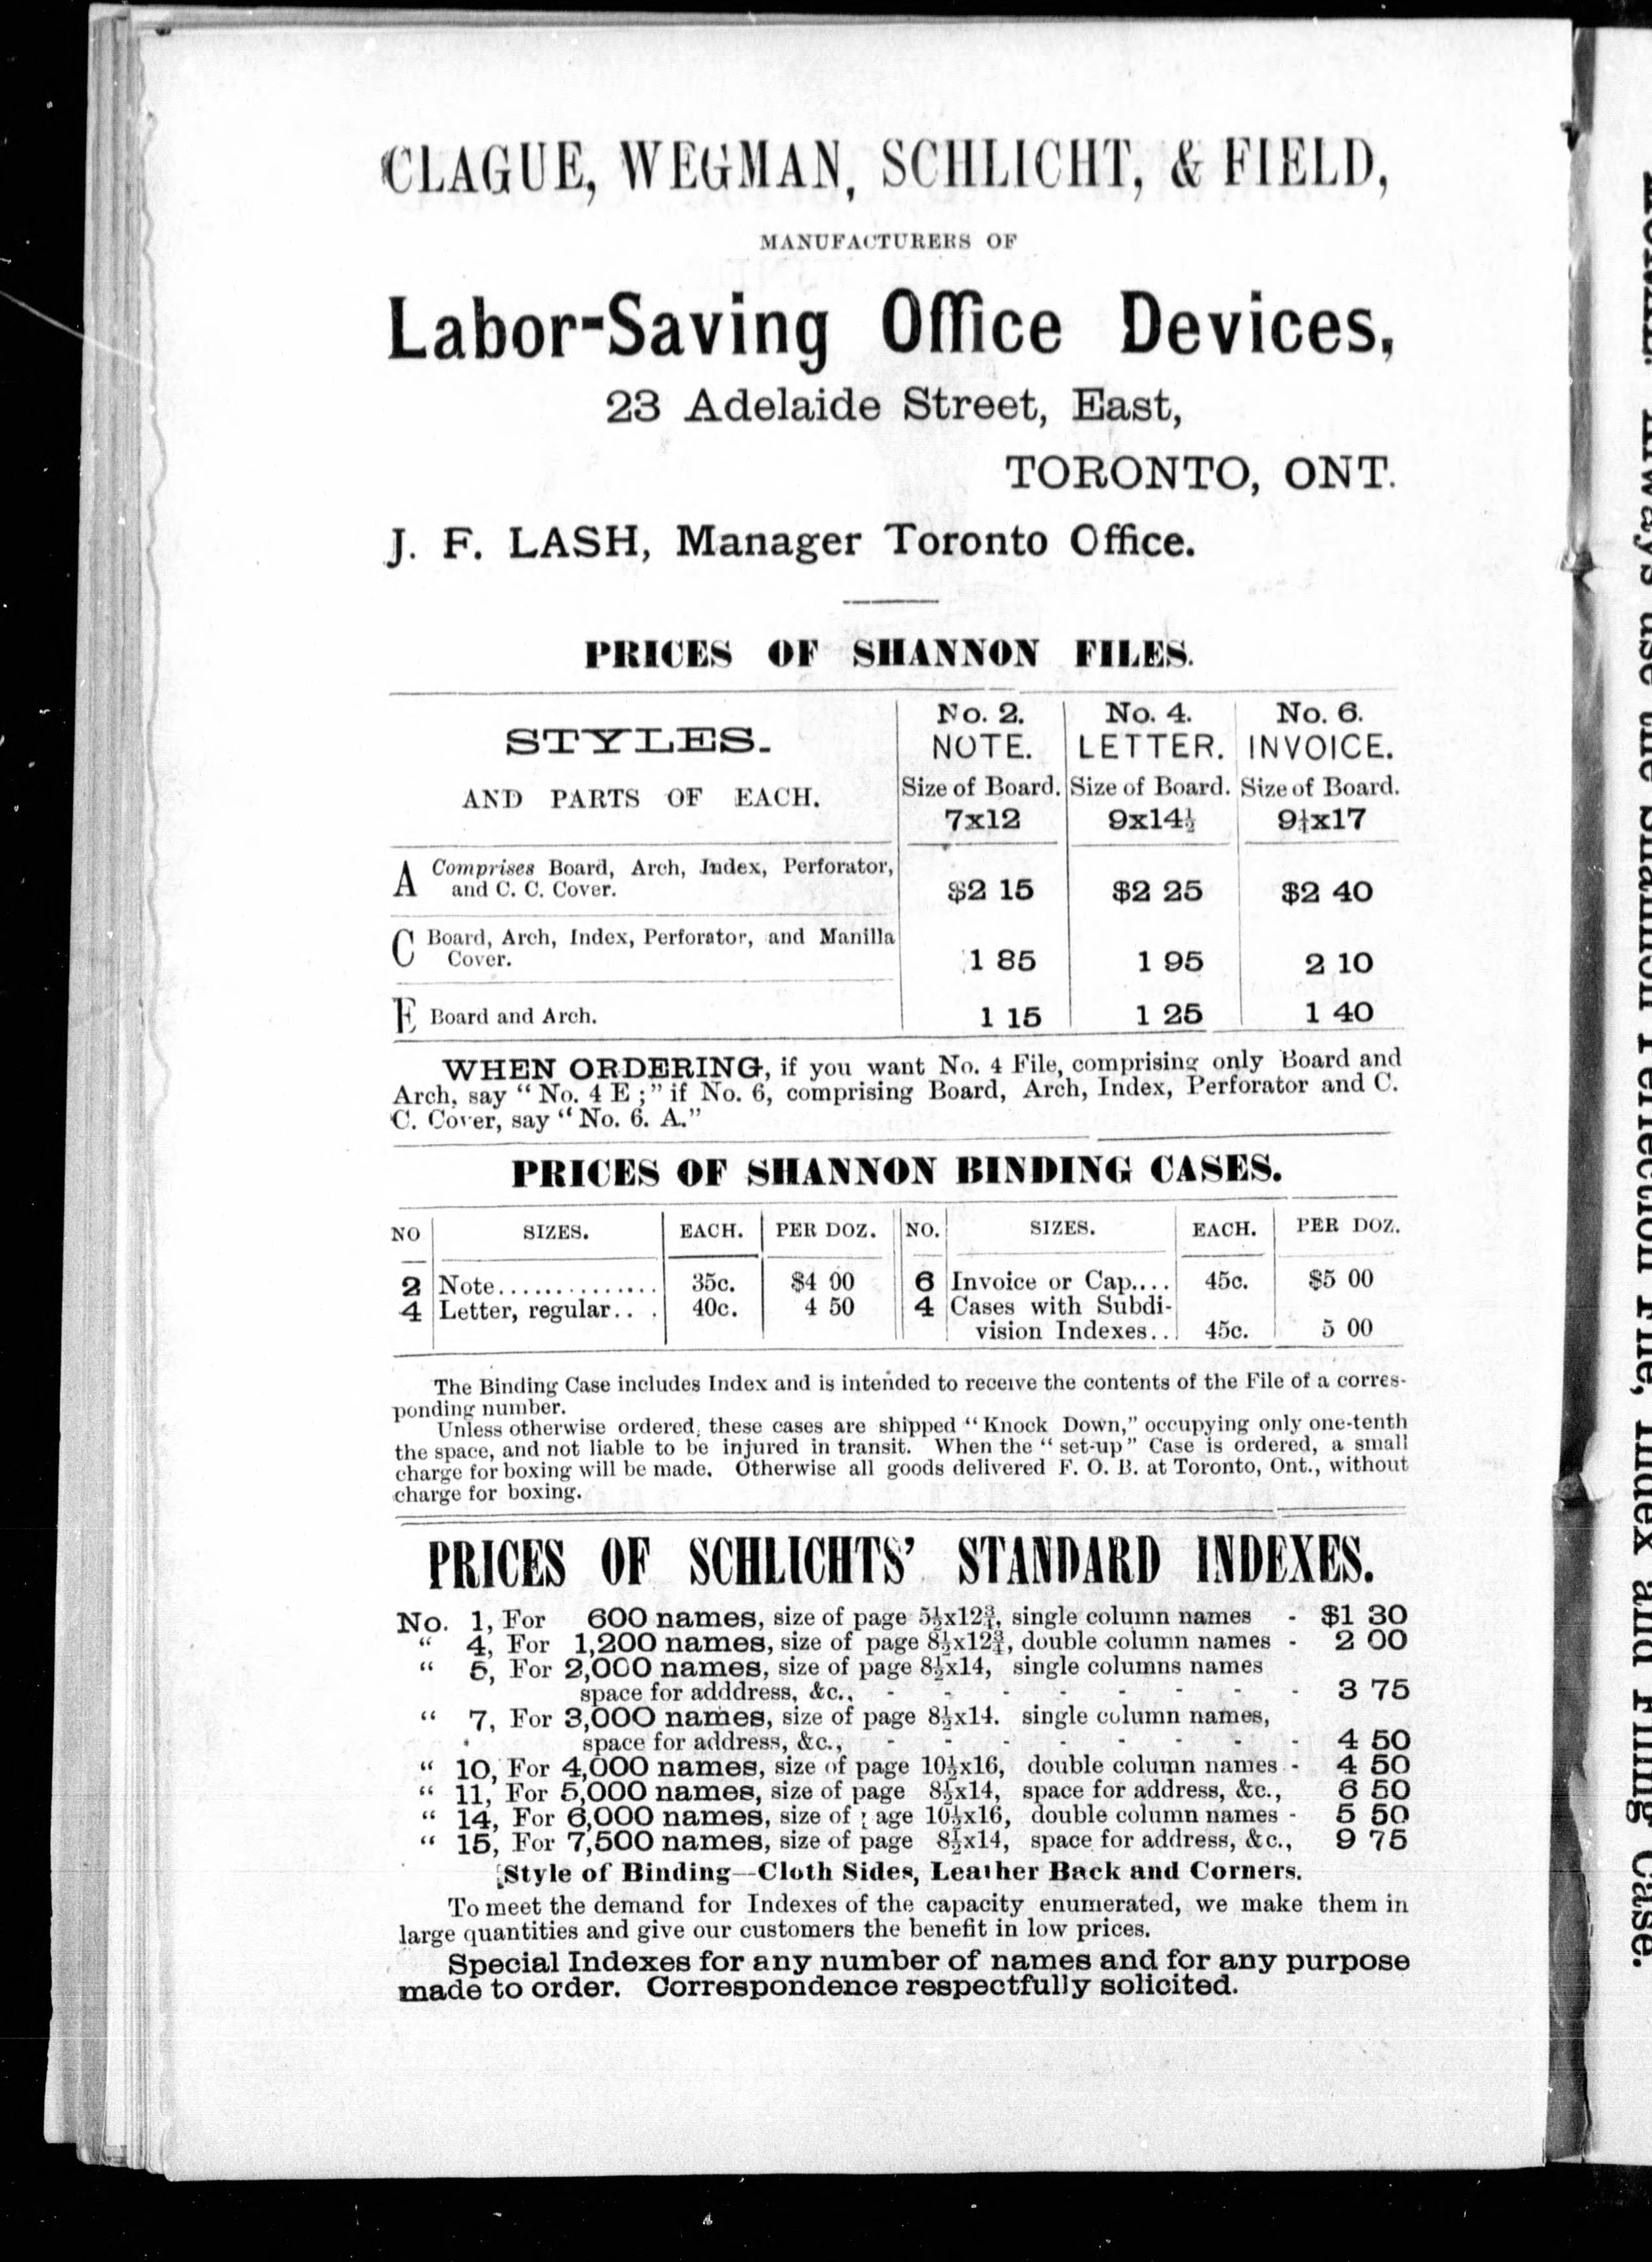 CLAGUE, WEGMAN, SCHLICHT, & FIELD,
MANUFACTURERS OF
Labor-Saving Office Devices,
23 Adelaide Street, East,
TORONTO, ONT.
J. F. LASH, Manager Toronto Office.
PRICES OF SHANNON FILES.
STYLES.
AND PARTS OF EACH.
No. 2. No. 4. No. 6.
NOTE. LETTER. INVOICE.
Size of Board. Size of Board. Size of Board.
7x12 9x14½ 9¼x17
A Comprises Board, Arch, Index, Perforator,
and C. C. Cover. $2 15 $2 25 $2 40
C Board, Arch, Index, Perforator, and Manilla
Cover. 1 85 1 95 2 10
E Board and Arch. 1 15 1 25 1 40
WHEN ORDERING, if you want No. 4 File, comprising only Board and
Arch, say "No. 4 E;" if No. 6, comprising Board, Arch, Index, Perforator and C.
C. Cover, say "No. 6. A."
PRICES OF SHANNON BINDING CASES.
NO SIZES. EACH. PER DOZ. NO. SIZES. EACH. PER DOZ.
2 Note............... 35c. $4 00 6 Invoice or Cap.... 45c. $5 00
4 Letter, regular.. . 40c. 4 50 4 Cases with Subdi-
vision Indexes.. 45c. 5 00
The Binding Case includes Index and is intended to receive the contents of the File of a corres-
ponding number.
Unless otherwise ordered, these cases are shipped "Knock Down," occupying only one-tenth
the space, and not liable to be injured in transit. When the "set-up" Case is ordered, a small
charge for boxing will be made. Otherwise all goods delivered F. O. B. at Toronto, Ont., without
charge for boxing.
PRICES OF SCHLICHTS' STANDARD INDEXES.
No. 1, For 600 names, size of page 5½x12¾, single column names - $1 30
" 4, For 1,200 names, size of page 8½x12¾, double column names - 2 00
" 5, For 2,000 names, size of page 8½x14, single columns names
space for adddress, &c., - - - - - - - - 3 75
" 7, For 3,000 names, size of page 8½x14. single column names,
space for address, &c., - - - - - - - - 4 50
" 10, For 4,000 names, size of page 10½x16, double column names - 4 50
" 11, For 5,000 names, size of page 8½x14, space for address, &c., 6 50
" 14, For 6,000 names, size of page 10½x16, double column names - 5 50
" 15, For 7,500 names, size of page 8½x14, space for address, &c., 9 75
Style of Binding—Cloth Sides, Leather Back and Corners.
To meet the demand for Indexes of the capacity enumerated, we make them in
large quantities and give our customers the benefit in low prices.
Special Indexes for any number of names and for any purpose
made to order. Correspondence respectfully solicited.
Always use the Shannon Perfection File, Index and Filing Case.